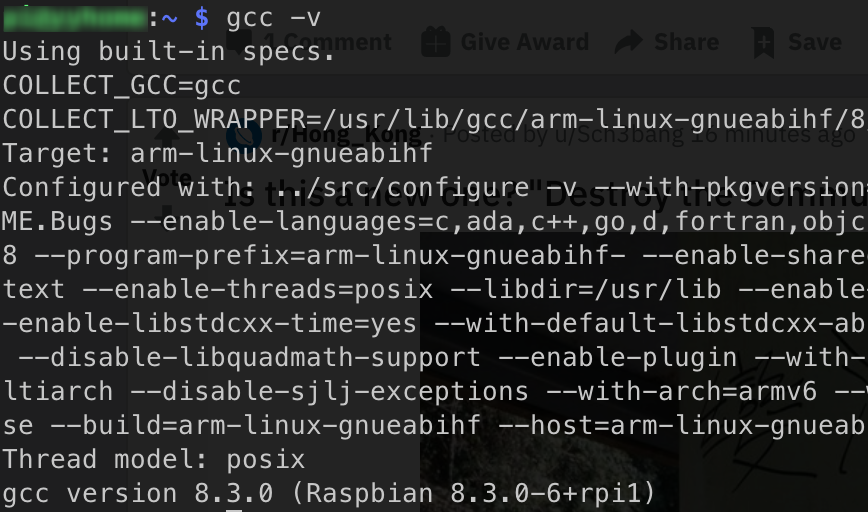 :~ $ gcc -v
Using built-in specs.
1 Comment Give Award Share Save
COLLECT_GCC=gcc
COLLECT_LTO_WRAPPER=/usr/lib/gcc/arm-linux-gnueabihf/8
r/Hong_Kong · Posted by u/Sch3bang 16 minutes ago
Target: arm-linux-gnueabihf
Vote
Configured with: ../src/configure -v --with-pkgversion=
Is this a new one? "Destroy the Commu
ME.Bugs --enable-languages=c,ada,c++,go,d,fortran,objc
8 --program-prefix=arm-linux-gnueabihf- --enable-share
text --enable-threads=posix --libdir=/usr/lib --enable-
-enable-libstdcxx-time=yes --with-default-libstdcxx-ab
--disable-libquadmath-support --enable-plugin --with-
ltiarch --disable-sjlj-exceptions --with-arch=armv6 --
se --build=arm-linux-gnueabihf --host=arm-linux-gnueab
Thread model: posix
gcc version 8.3.0 (Raspbian 8.3.0-6+rpi1)